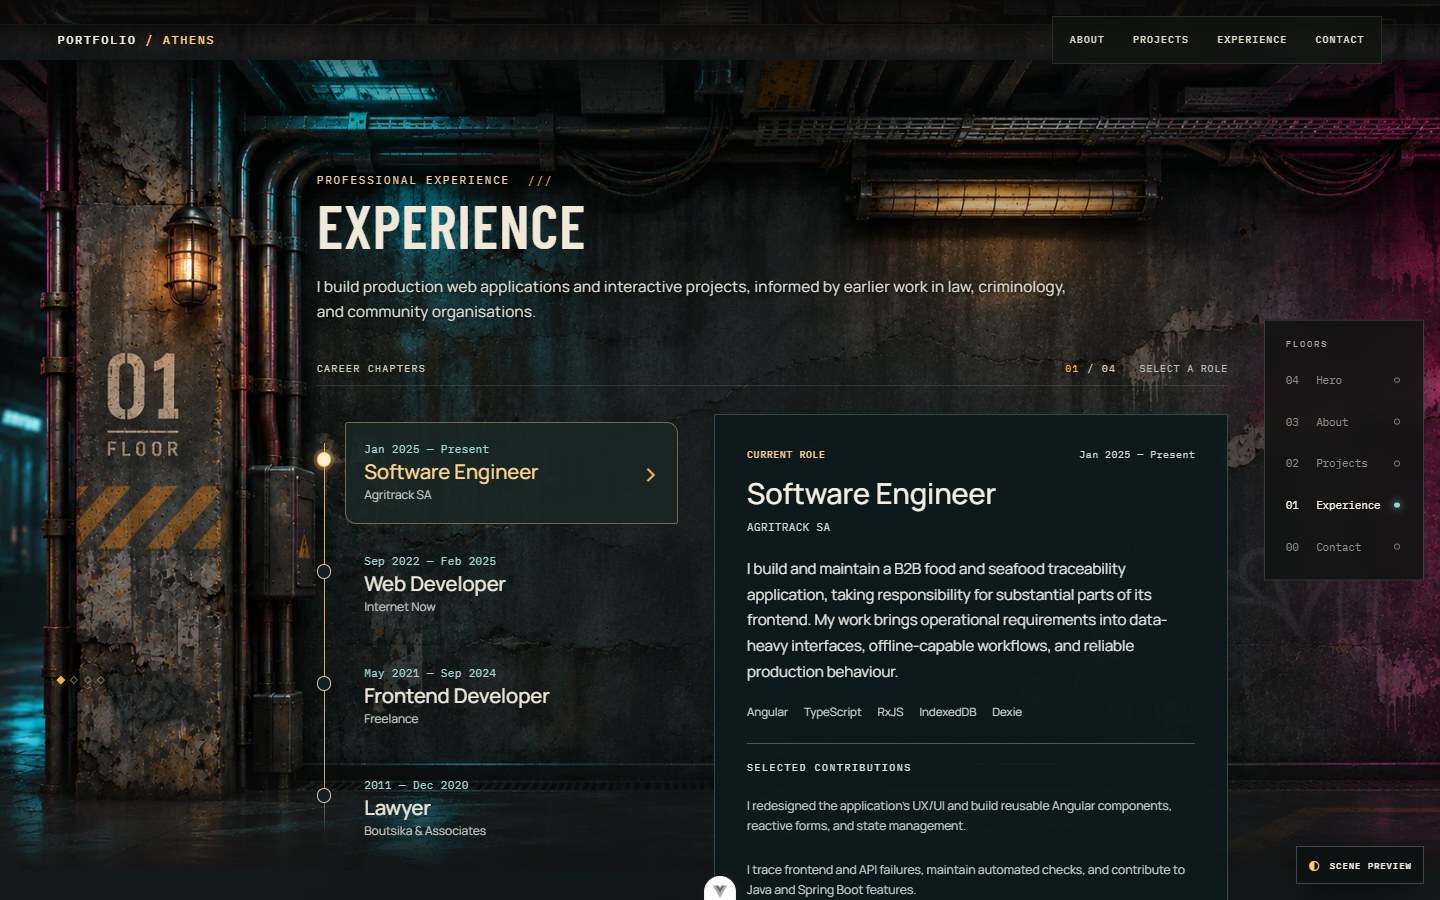 PORTFOLIO / ATHENS
ABOUT PROJECTS EXPERIENCE CONTACT
PROFESSIONAL EXPERIENCE ///
EXPERIENCE
I build production web applications and interactive projects, informed by earlier work in law, criminology,
and community organisations.
01
FLOOR
CAREER CHAPTERS
01 / 04 SELECT A ROLE
Jan 2025 — Present
Software Engineer
Agritrack SA
Sep 2022 — Feb 2025
Web Developer
Internet Now
May 2021 — Sep 2024
Frontend Developer
Freelance
2011 — Dec 2020
Lawyer
Boutsika & Associates
CURRENT ROLE Jan 2025 — Present
Software Engineer
AGRITRACK SA
I build and maintain a B2B food and seafood traceability
application, taking responsibility for substantial parts of its
frontend. My work brings operational requirements into data-
heavy interfaces, offline-capable workflows, and reliable
production behaviour.
Angular TypeScript RxJS IndexedDB Dexie
SELECTED CONTRIBUTIONS
I redesigned the application's UX/UI and build reusable Angular components,
reactive forms, and state management.
I trace frontend and API failures, maintain automated checks, and contribute to
Java and Spring Boot features.
FLOORS
04 Hero
03 About
02 Projects
01 Experience
00 Contact
SCENE PREVIEW